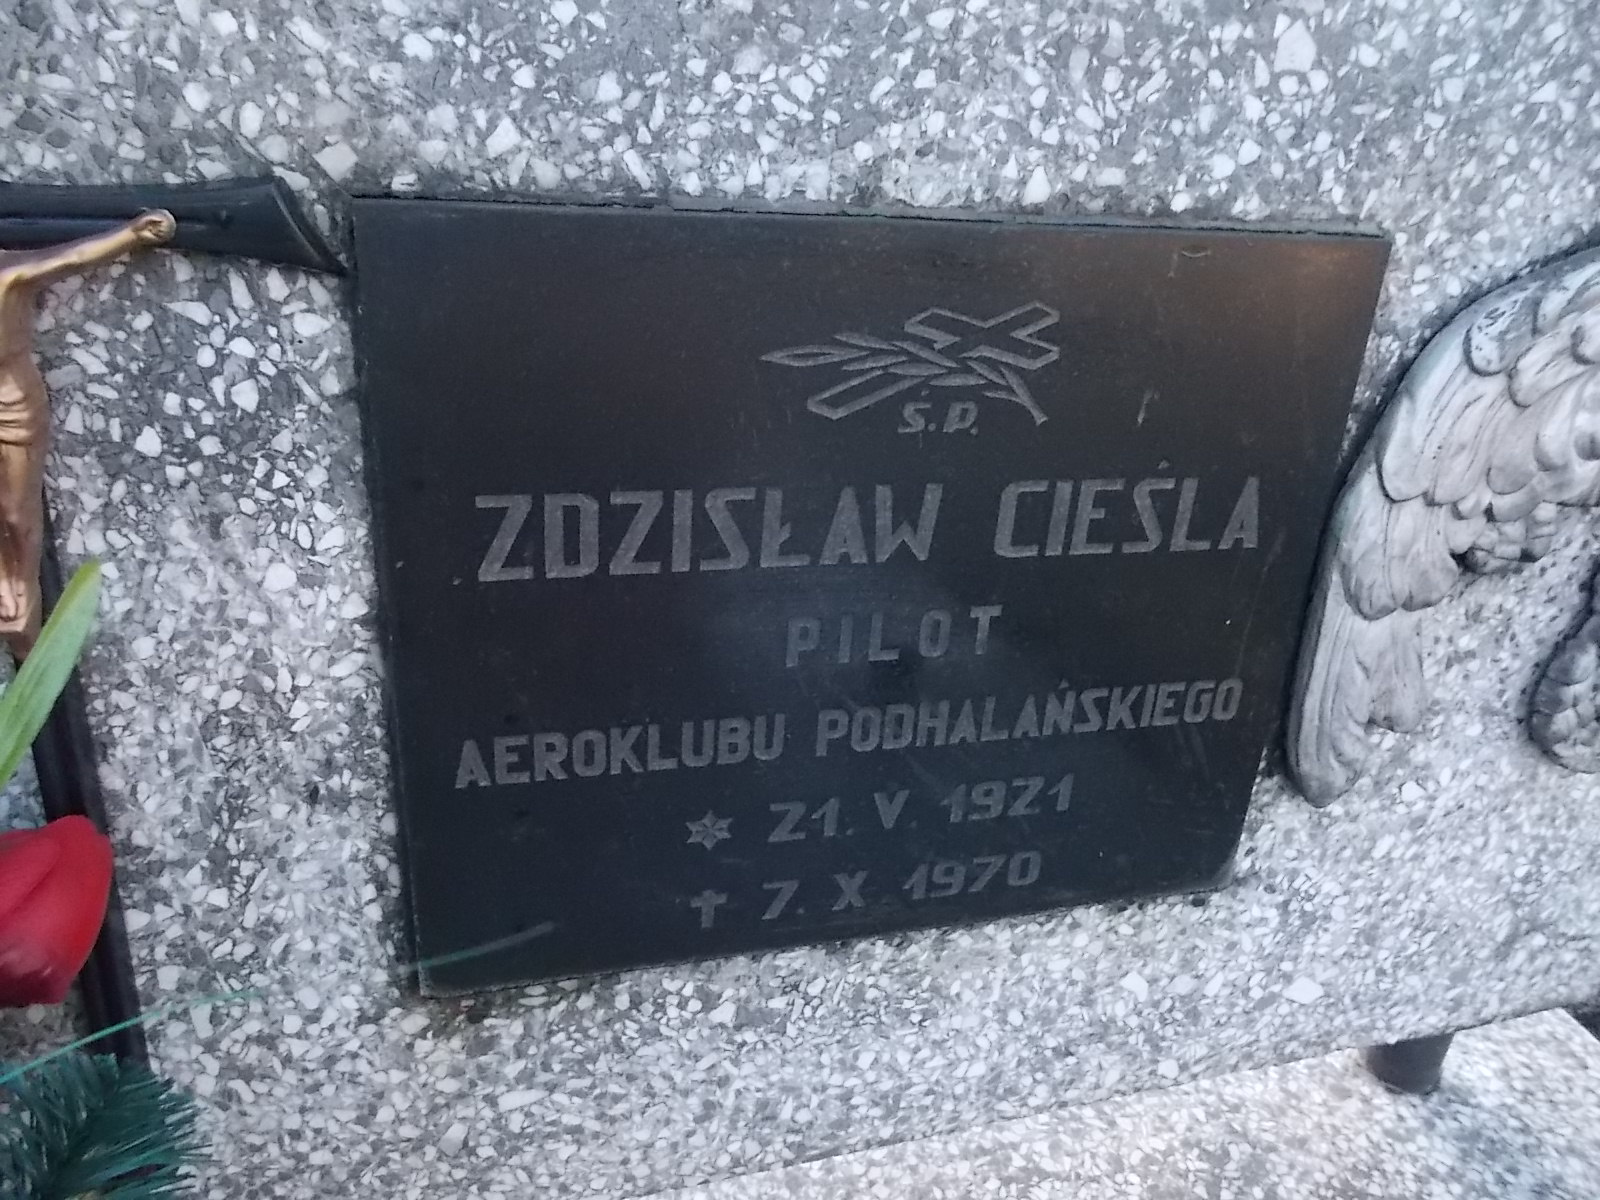 Ś.P.
ZDZISŁAW CIEŚLA
PILOT
AEROKLUBU PODHALAŃSKIEGO
21. V. 1921
7. X. 1970